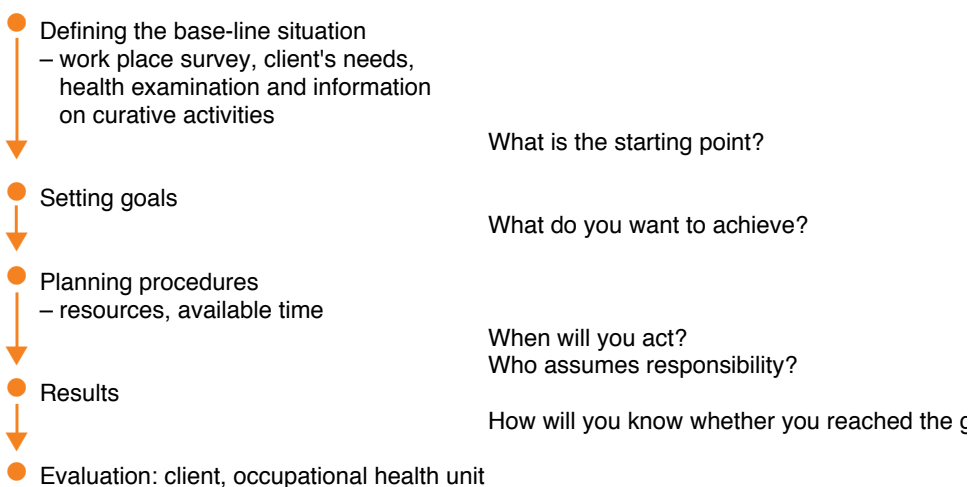 Defining the base-line situation
– work place survey, client's needs,
health examination and information
on curative activities
What is the starting point?
Setting goals
What do you want to achieve?
Planning procedures
– resources, available time
When will you act?
Who assumes responsibility?
Results
How will you know whether you reached the
Evaluation: client, occupational health unit